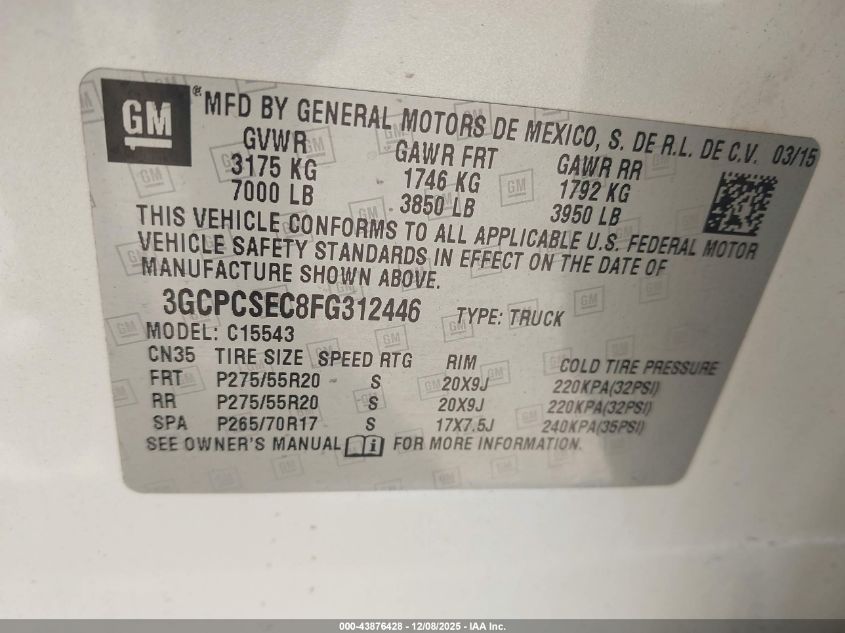 GM ® MFD BY GENERAL MOTORS DE MEXICO, S. DE R.L. DE C.V. 03/15
GVWR GAWR FRT GAWR RR
3175 KG 1746 KG 1792 KG
7000 LB 3850 LB 3950 LB
THIS VEHICLE CONFORMS TO ALL APPLICABLE U.S. FEDERAL MOTOR
VEHICLE SAFETY STANDARDS IN EFFECT ON THE DATE OF
MANUFACTURE SHOWN ABOVE.
3GCPCSEC8FG312446 TYPE: TRUCK
MODEL: C15543
CN35 TIRE SIZE SPEED RTG RIM COLD TIRE PRESSURE
FRT P275/55R20 S 20X9J 220KPA(32PSI)
RR P275/55R20 S 20X9J 220KPA(32PSI)
SPA P265/70R17 S 17X7.5J 240KPA(35PSI)
SEE OWNER'S MANUAL i FOR MORE INFORMATION.
000-43876428 - 12/08/2025 - IAA Inc.